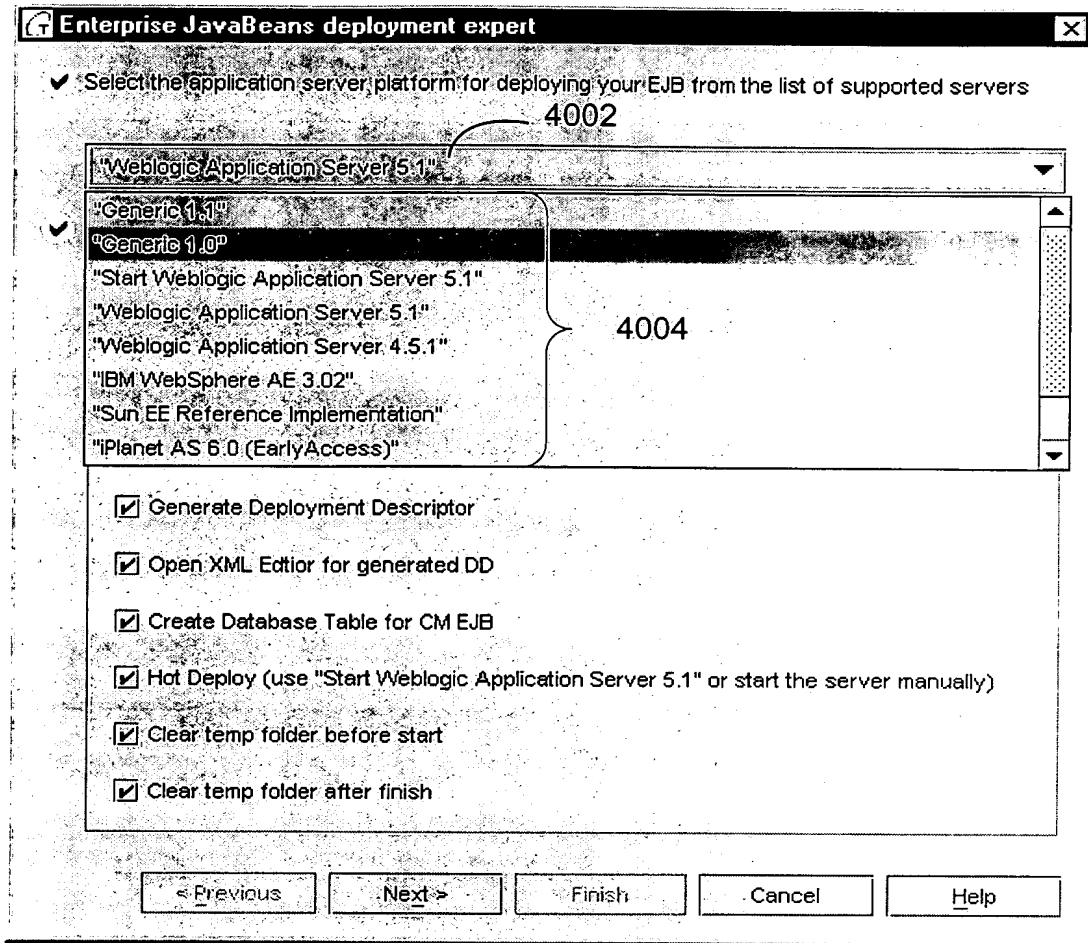 Enterprise JavaBeans deployment expert
Select the application server platform for deploying your EJB from the list of supported servers
4002
"Weblogic Application Server 5.1"
"Generic 1.1"
"Generic 1.0"
"Start Weblogic Application Server 5.1"
"Weblogic Application Server 5.1"
"Weblogic Application Server 4.5.1"
"IBM WebSphere AE 3.02"
"Sun EE Reference Implementation"
"iPlanet AS 6.0 (EarlyAccess)"
4004
Generate Deployment Descriptor
Open XML Edtior for generated DD
Create Database Table for CM EJB
Hot Deploy (use "Start Weblogic Application Server 5.1" or start the server manually)
Clear temp folder before start
Clear temp folder after finish
< Previous Next > Finish Cancel Help